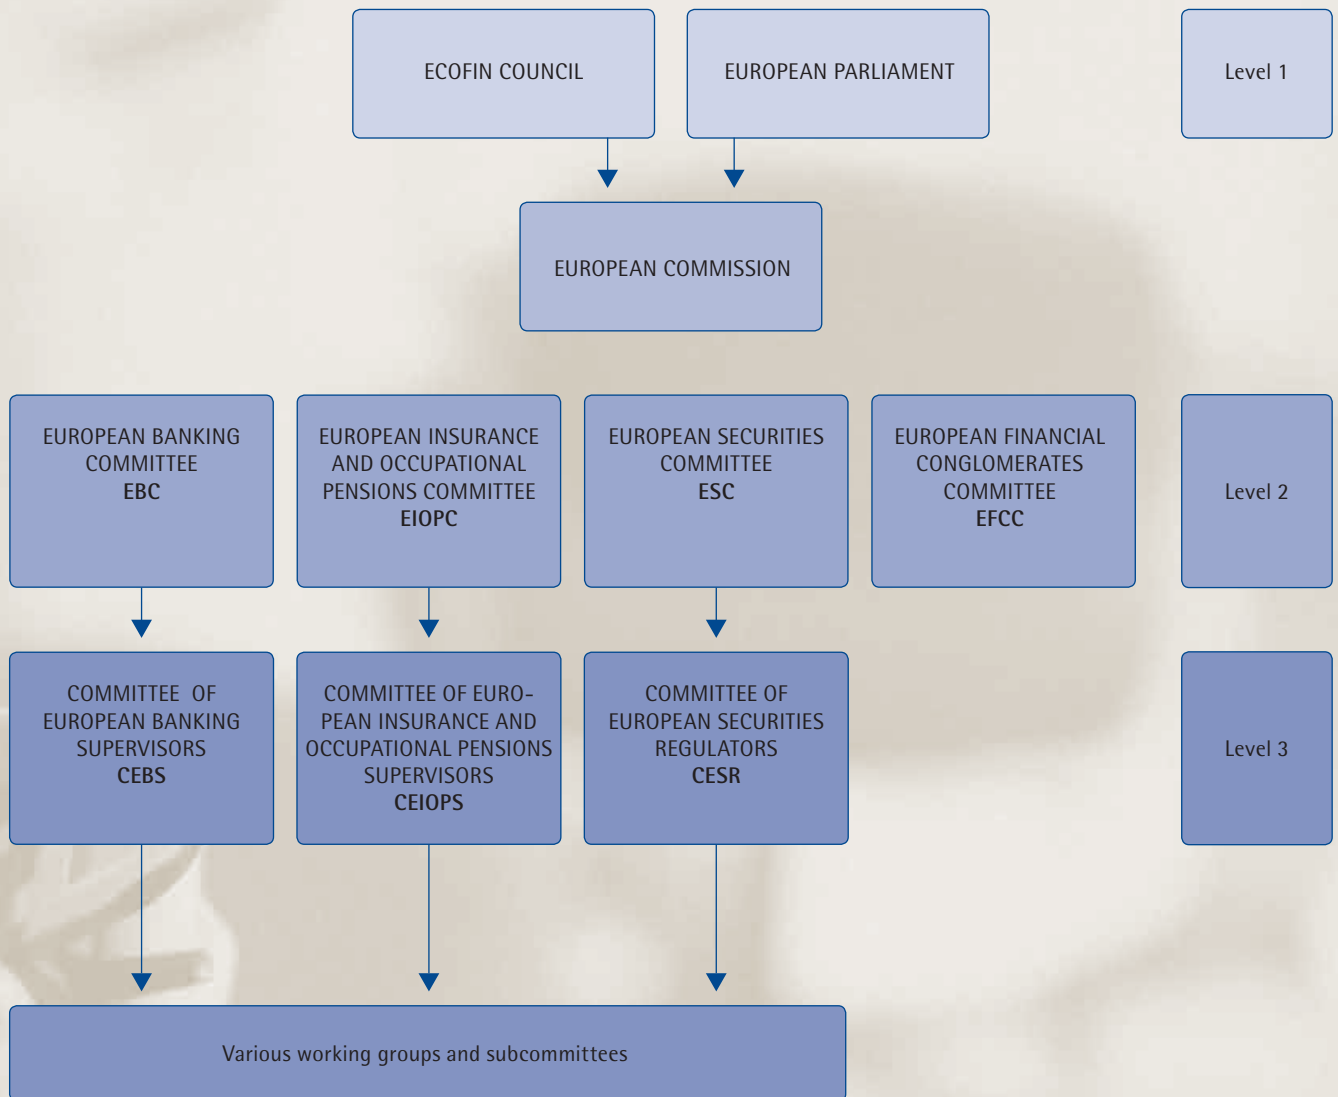 ECOFIN COUNCIL
EUROPEAN PARLIAMENT
Level 1
EUROPEAN COMMISSION
EUROPEAN BANKING
COMMITTEE
EBC
EUROPEAN INSURANCE
AND OCCUPATIONAL
PENSIONS COMMITTEE
EIOPC
EUROPEAN SECURITIES
COMMITTEE
ESC
EUROPEAN FINANCIAL
CONGLOMERATES
COMMITTEE
EFCC
Level 2
COMMITTEE OF
EUROPEAN BANKING
SUPERVISORS
CEBS
COMMITTEE OF EURO-
PEAN INSURANCE AND
OCCUPATIONAL PENSIONS
SUPERVISORS
CEIOPS
COMMITTEE OF
EUROPEAN SECURITIES
REGULATORS
CESR
Level 3
Various working groups and subcommittees